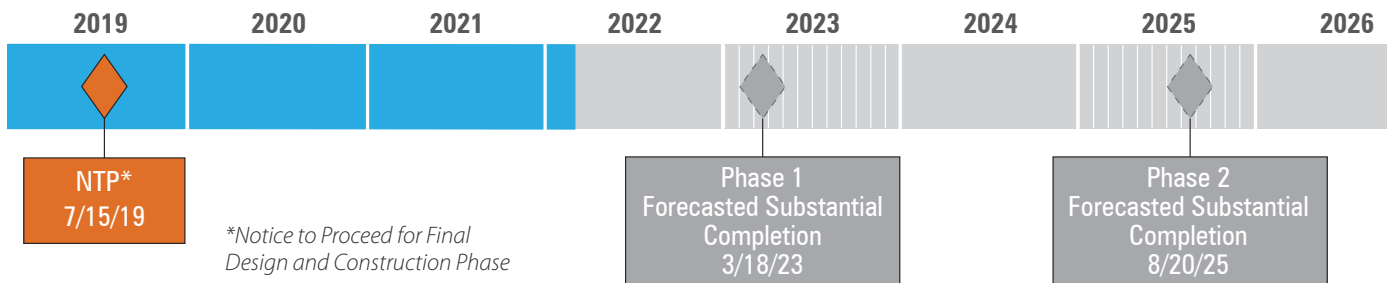 2019 2020 2021 2022 2023 2024 2025 2026
NTP*
7/15/19
*Notice to Proceed for Final
Design and Construction Phase
Phase 1
Forecasted Substantial
Completion
3/18/23
Phase 2
Forecasted Substantial
Completion
8/20/25